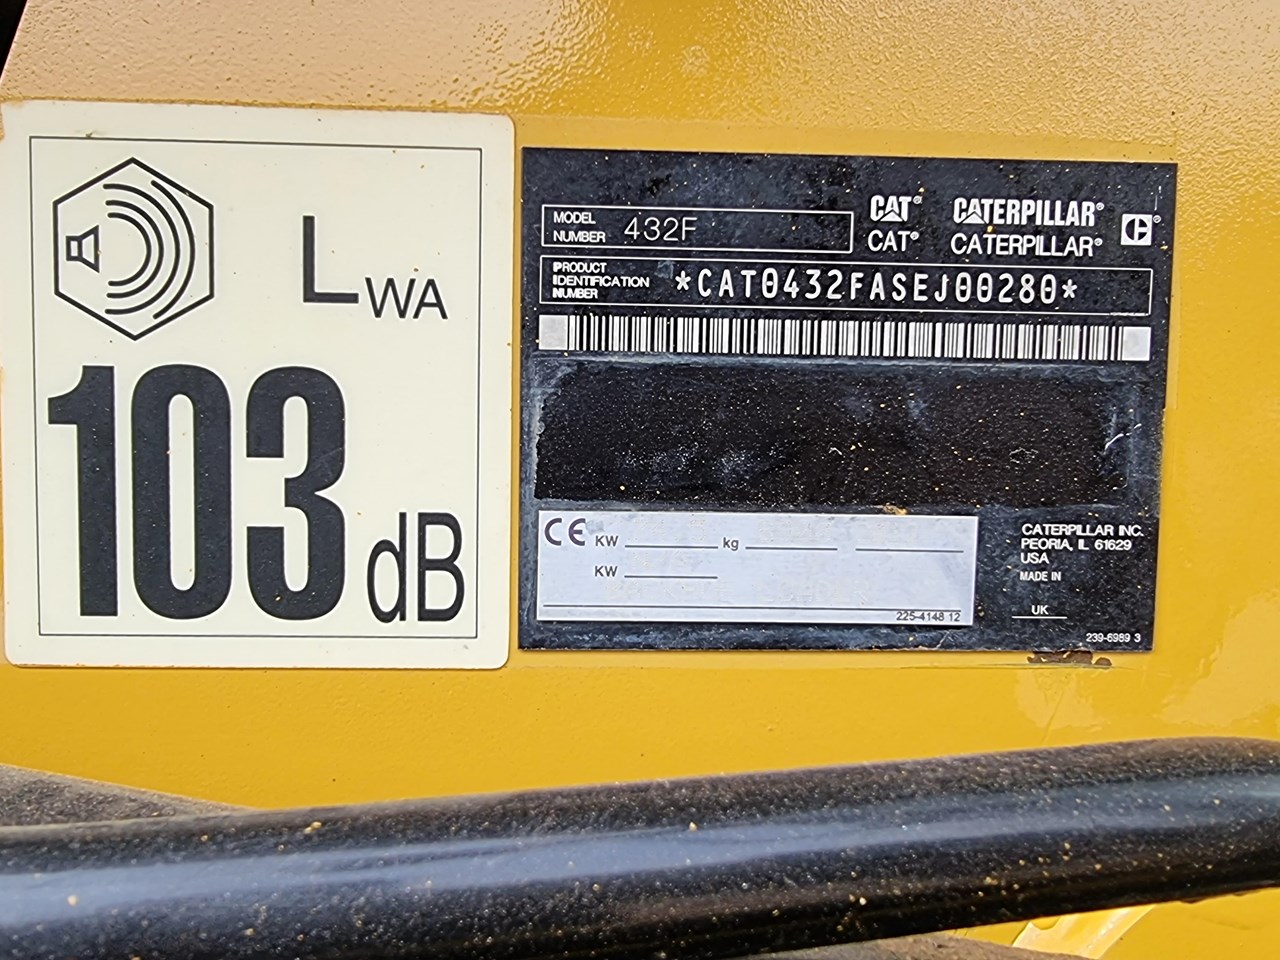 LWA
103 dB
MODEL NUMBER 432F
CAT® CATERPILLAR®
CAT® CATERPILLAR®
PRODUCT IDENTIFICATION NUMBER *CAT0432FASEJ00280*
CE KW kg
KW
225-4148 12
CATERPILLAR INC.
PEORIA, IL 61629
USA
MADE IN
UK
239-6989 3